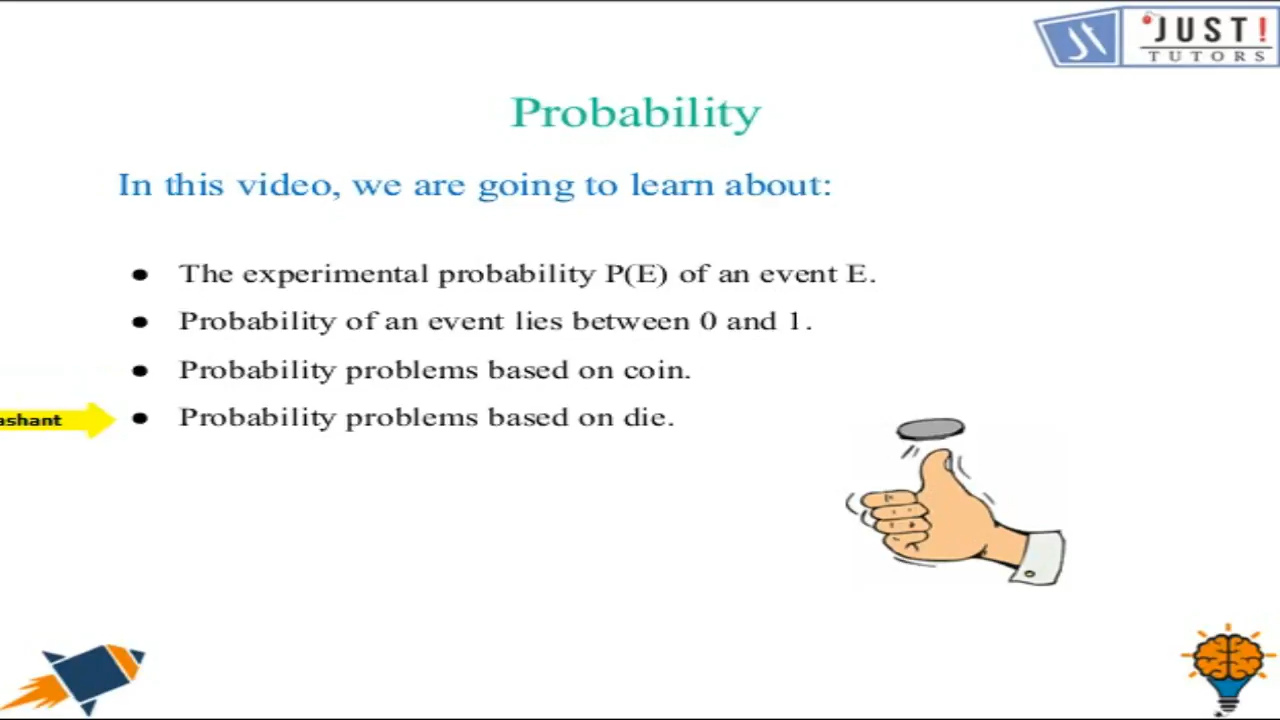 JUST!
TUTORS
Probability
In this video, we are going to learn about:
● The experimental probability P(E) of an event E.
● Probability of an event lies between 0 and 1.
● Probability problems based on coin.
● Probability problems based on die.